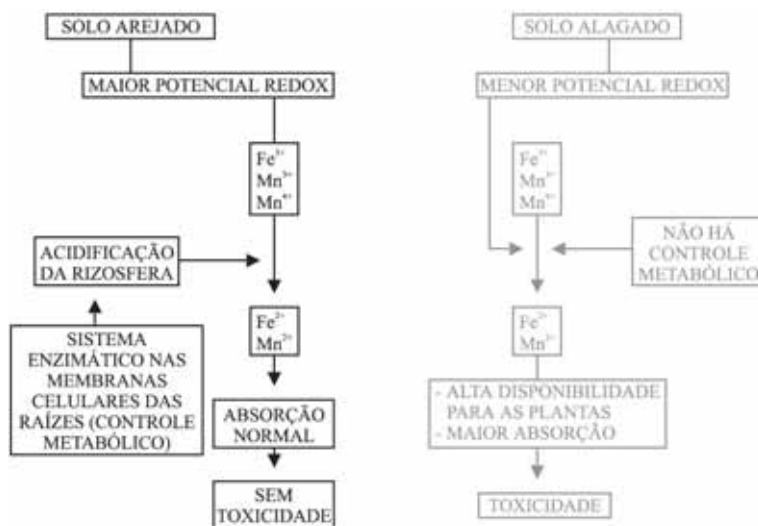 SOLO AREJADO
MAIOR POTENCIAL REDOX
Fe³⁺
Mn³⁺
Mn⁴⁺
ACIDIFICAÇÃO
DA RIZOSFERA
Fe²⁺
Mn²⁺
SISTEMA
ENZIMÁTICO NAS
MEMBRANAS
CELULARES DAS
RAÍZES (CONTROLE
METABÓLICO)
ABSORÇÃO
NORMAL
SEM
TOXICIDADE
SOLO ALAGADO
MENOR POTENCIAL REDOX
Fe³⁺
Mn³⁺
Mn⁴⁺
NÃO HÁ
CONTROLE
METABÓLICO
Fe²⁺
Mn²⁺
- ALTA DISPONIBILIDADE
PARA AS PLANTAS
- MAIOR ABSORÇÃO
TOXICIDADE